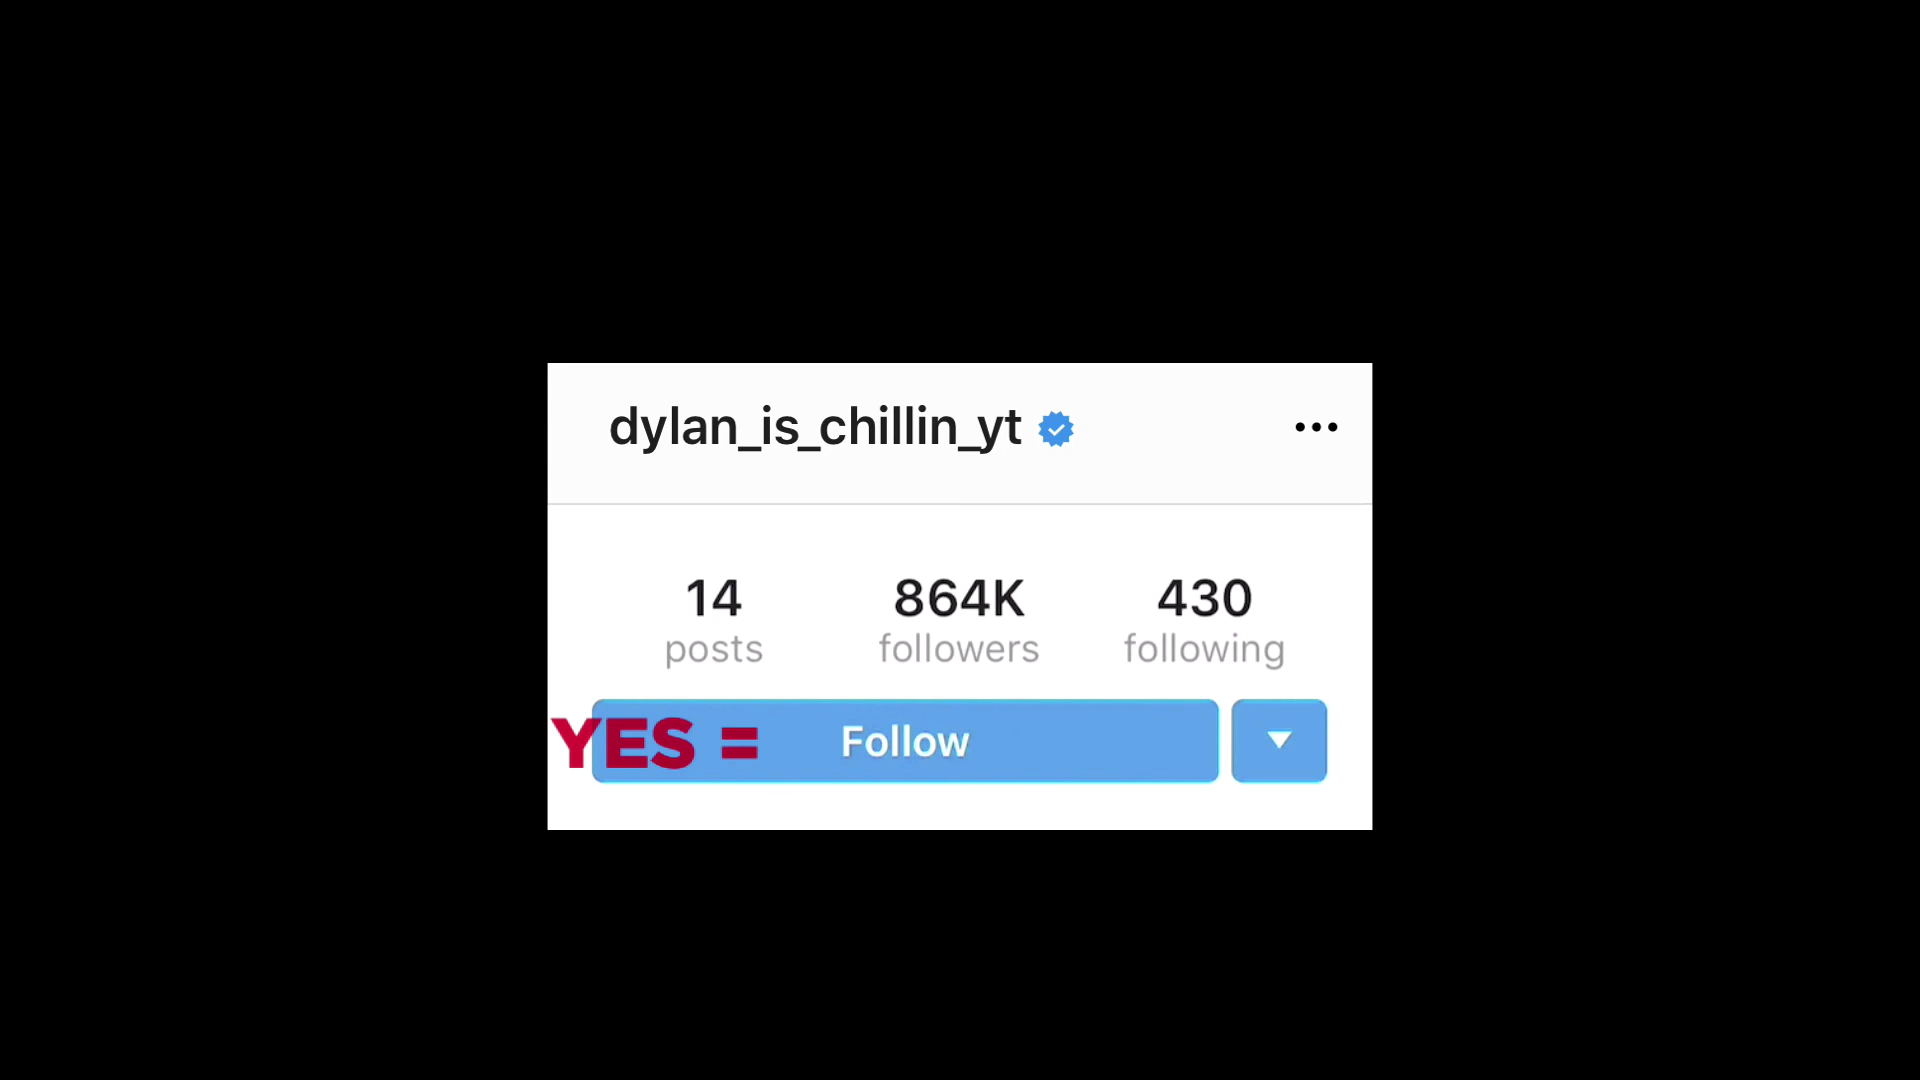 dylan_is_chillin_yt
14 864K 430
posts followers following
YES = Follow